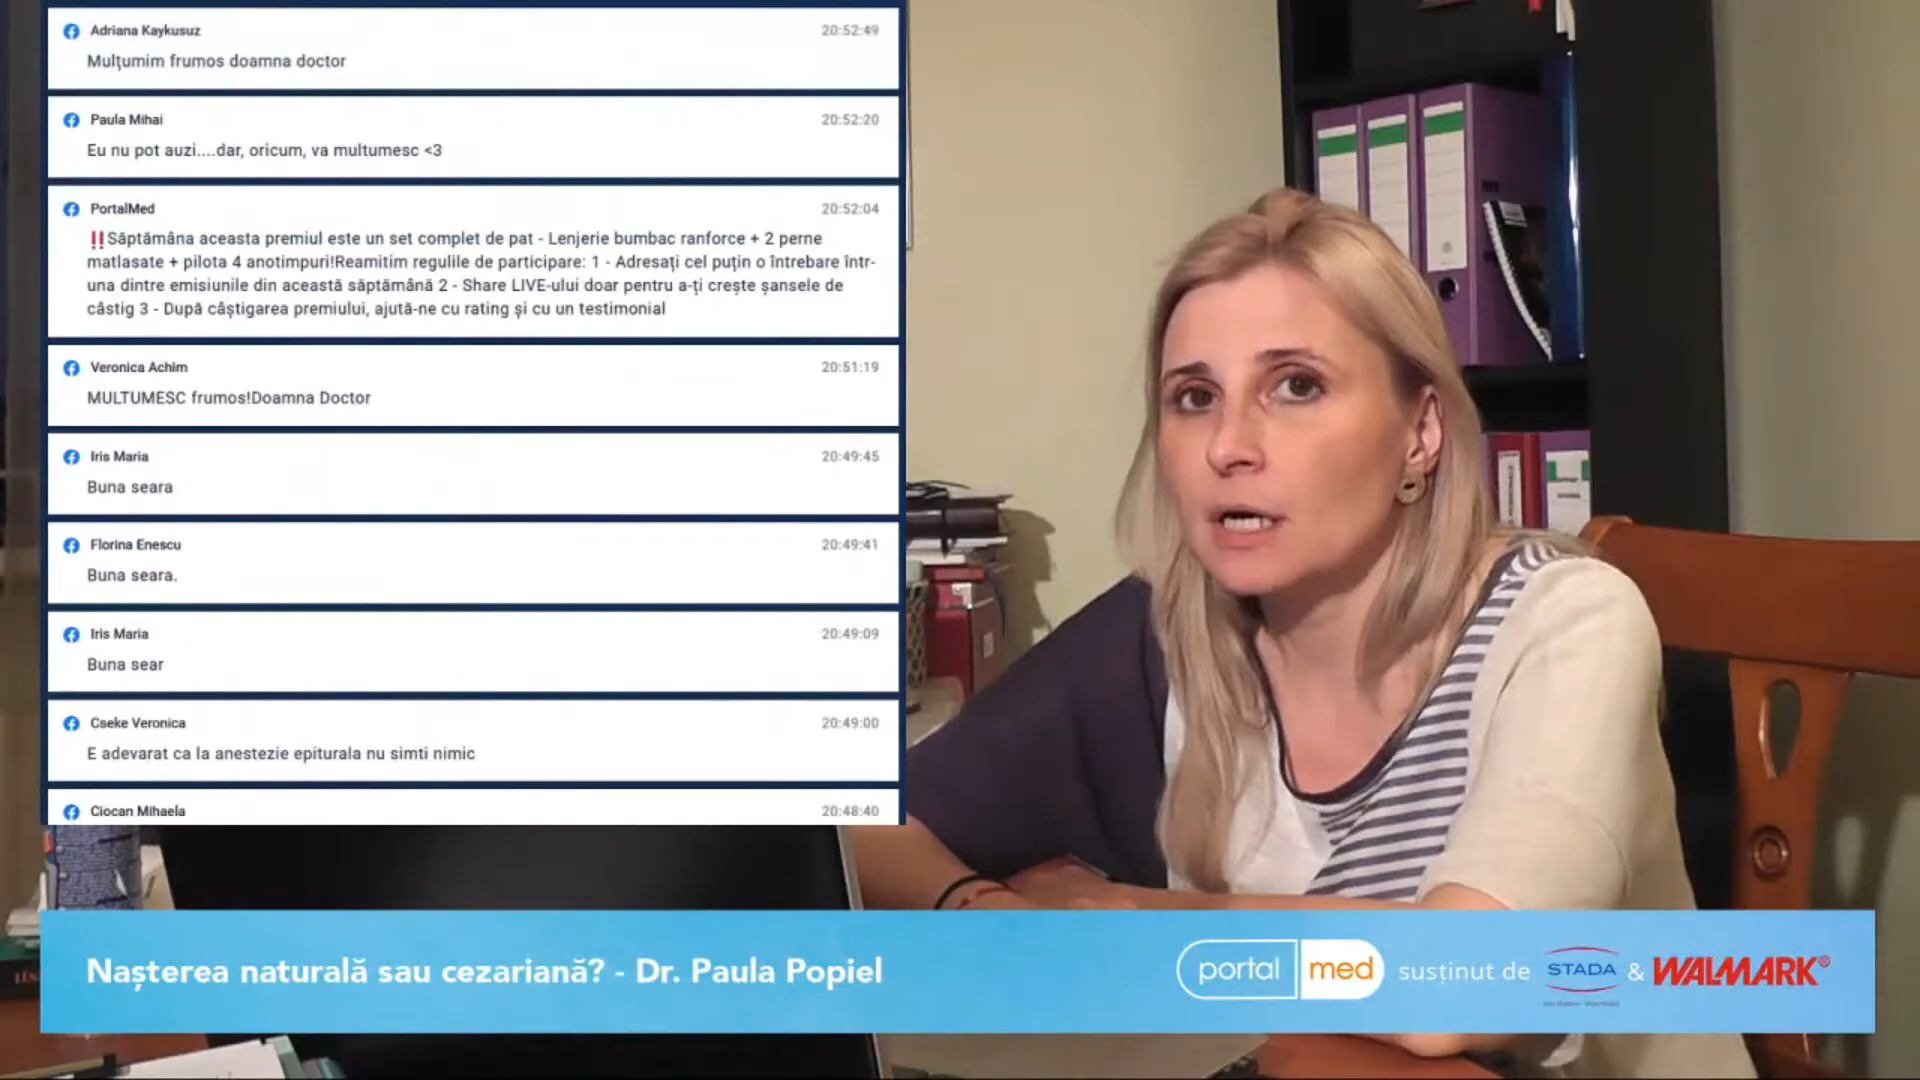 Adriana Kaykusuz 20:52:49
Mulțumim frumos doamna doctor
Paula Mihai 20:52:20
Eu nu pot auzi....dar, oricum, va multumesc <3
PortalMed 20:52:04
‼️Săptămâna aceasta premiul este un set complet de pat - Lenjerie bumbac ranforce + 2 perne
matlasate + pilota 4 anotimpuri!Reamitim regulile de participare: 1 - Adresați cel puțin o întrebare într-
una dintre emisiunile din această săptămână 2 - Share LIVE-ului doar pentru a-ți crește șansele de
câstig 3 - După câștigarea premiului, ajută-ne cu rating și cu un testimonial
Veronica Achim 20:51:19
MULTUMESC frumos!Doamna Doctor
Iris Maria 20:49:45
Buna seara
Florina Enescu 20:49:41
Buna seara.
Iris Maria 20:49:09
Buna sear
Cseke Veronica 20:49:00
E adevarat ca la anestezie epiturala nu simti nimic
Ciocan Mihaela 20:48:40
Nașterea naturală sau cezariană? - Dr. Paula Popiel
portal med susținut de STADA & WALMARK®